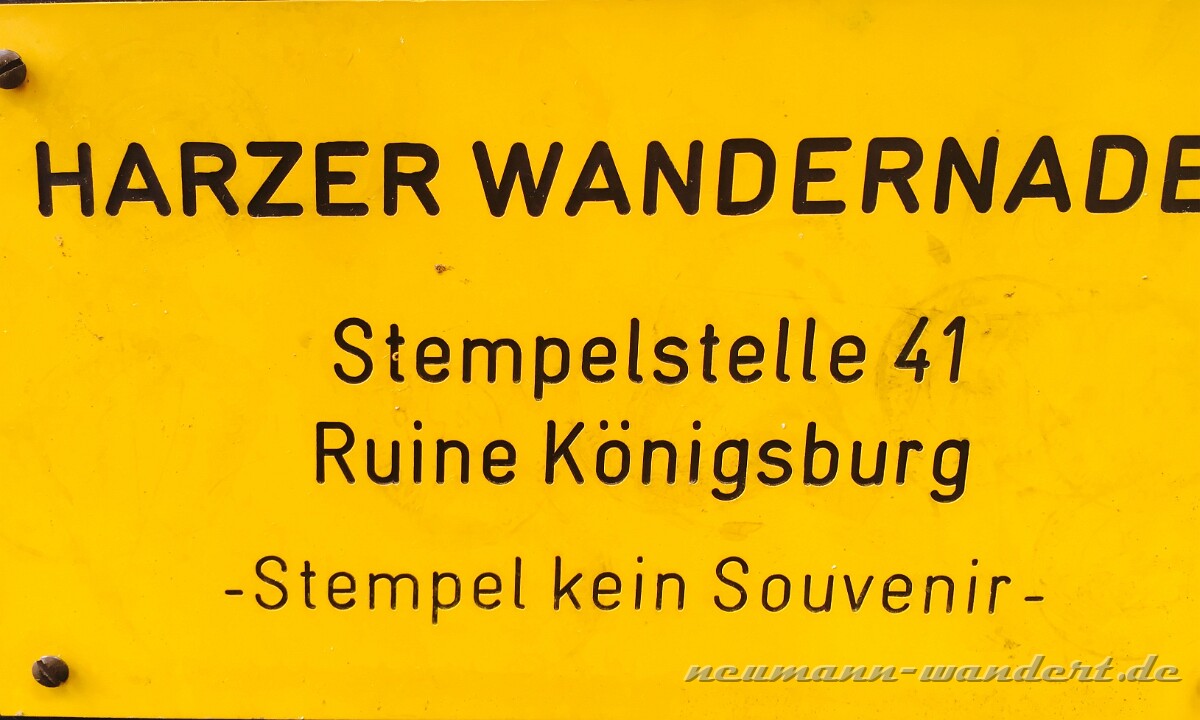 HARZER WANDERNADE
Stempelstelle 41
Ruine Königsburg
-Stempel kein Souvenir-
neumann-wandert.de